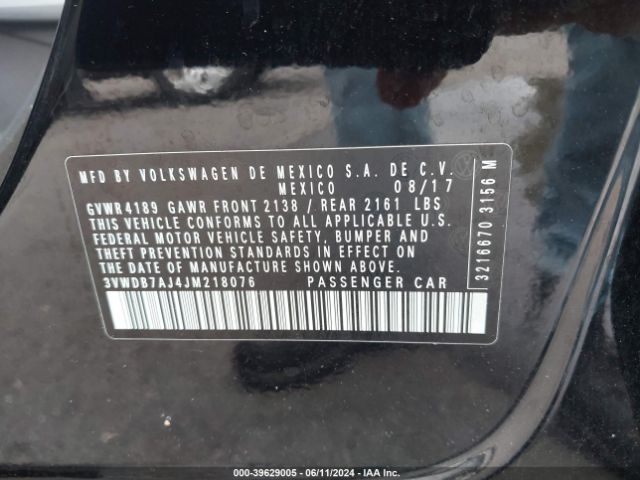 MFD BY VOLKSWAGEN DE MEXICO S.A. DE C.V.
MEXICO 08/17
GVWR4189 GAWR FRONT 2138 / REAR 2161 LBS
THIS VEHICLE CONFORMS TO ALL APPLICABLE U.S.
FEDERAL MOTOR VEHICLE SAFETY, BUMPER AND
THEFT PREVENTION STANDARDS IN EFFECT ON
THE DATE OF MANUFACTURE SHOWN ABOVE.
3VWDB7AJ4JM218076 PASSENGER CAR
3216670 3156 M
000-39629005 - 06/11/2024 - IAA Inc.